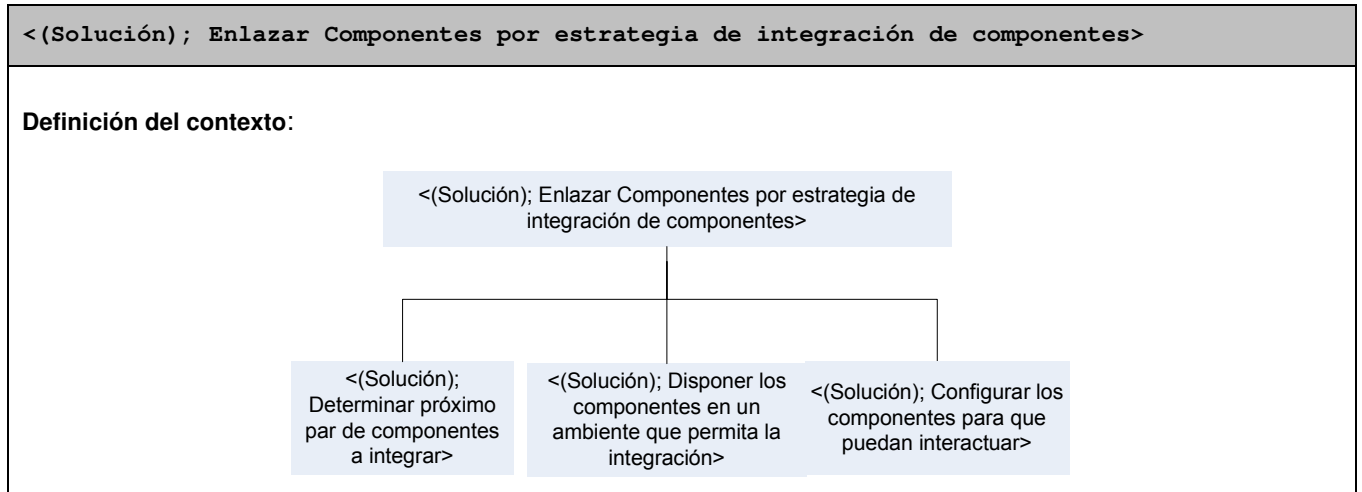 <(Solución); Enlazar Componentes por estrategia de integración de componentes>
Definición del contexto:
<(Solución); Enlazar Componentes por estrategia de
integración de componentes>
<(Solución);
Determinar próximo
par de componentes
a integrar>
<(Solución); Disponer los
componentes en un
ambiente que permita la
integración>
<(Solución); Configurar los
componentes para que
puedan interactuar>